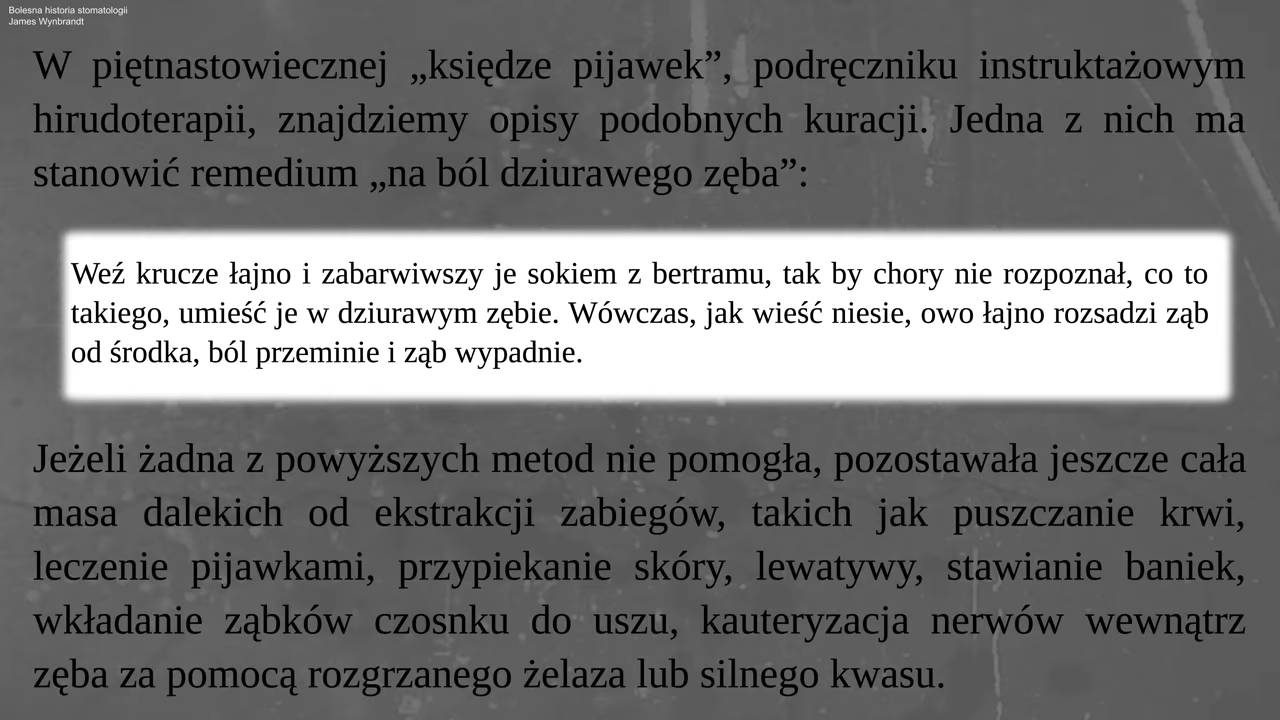 Bolesna historia stomatologii
James Wynbrandt
W piętnastowiecznej „księdze pijawek”, podręczniku instruktażowym
hirudoterapii, znajdziemy opisy podobnych kuracji. Jedna z nich ma
stanowić remedium „na ból dziurawego zęba”:
Weź krucze łajno i zabarwiwszy je sokiem z bertramu, tak by chory nie rozpoznał, co to
takiego, umieść je w dziurawym zębie. Wówczas, jak wieść niesie, owo łajno rozsadzi ząb
od środka, ból przeminie i ząb wypadnie.
Jeżeli żadna z powyższych metod nie pomogła, pozostawała jeszcze cała
masa dalekich od ekstrakcji zabiegów, takich jak puszczanie krwi,
leczenie pijawkami, przypiekanie skóry, lewatywy, stawianie baniek,
wkładanie ząbków czosnku do uszu, kauteryzacja nerwów wewnątrz
zęba za pomocą rozgrzanego żelaza lub silnego kwasu.